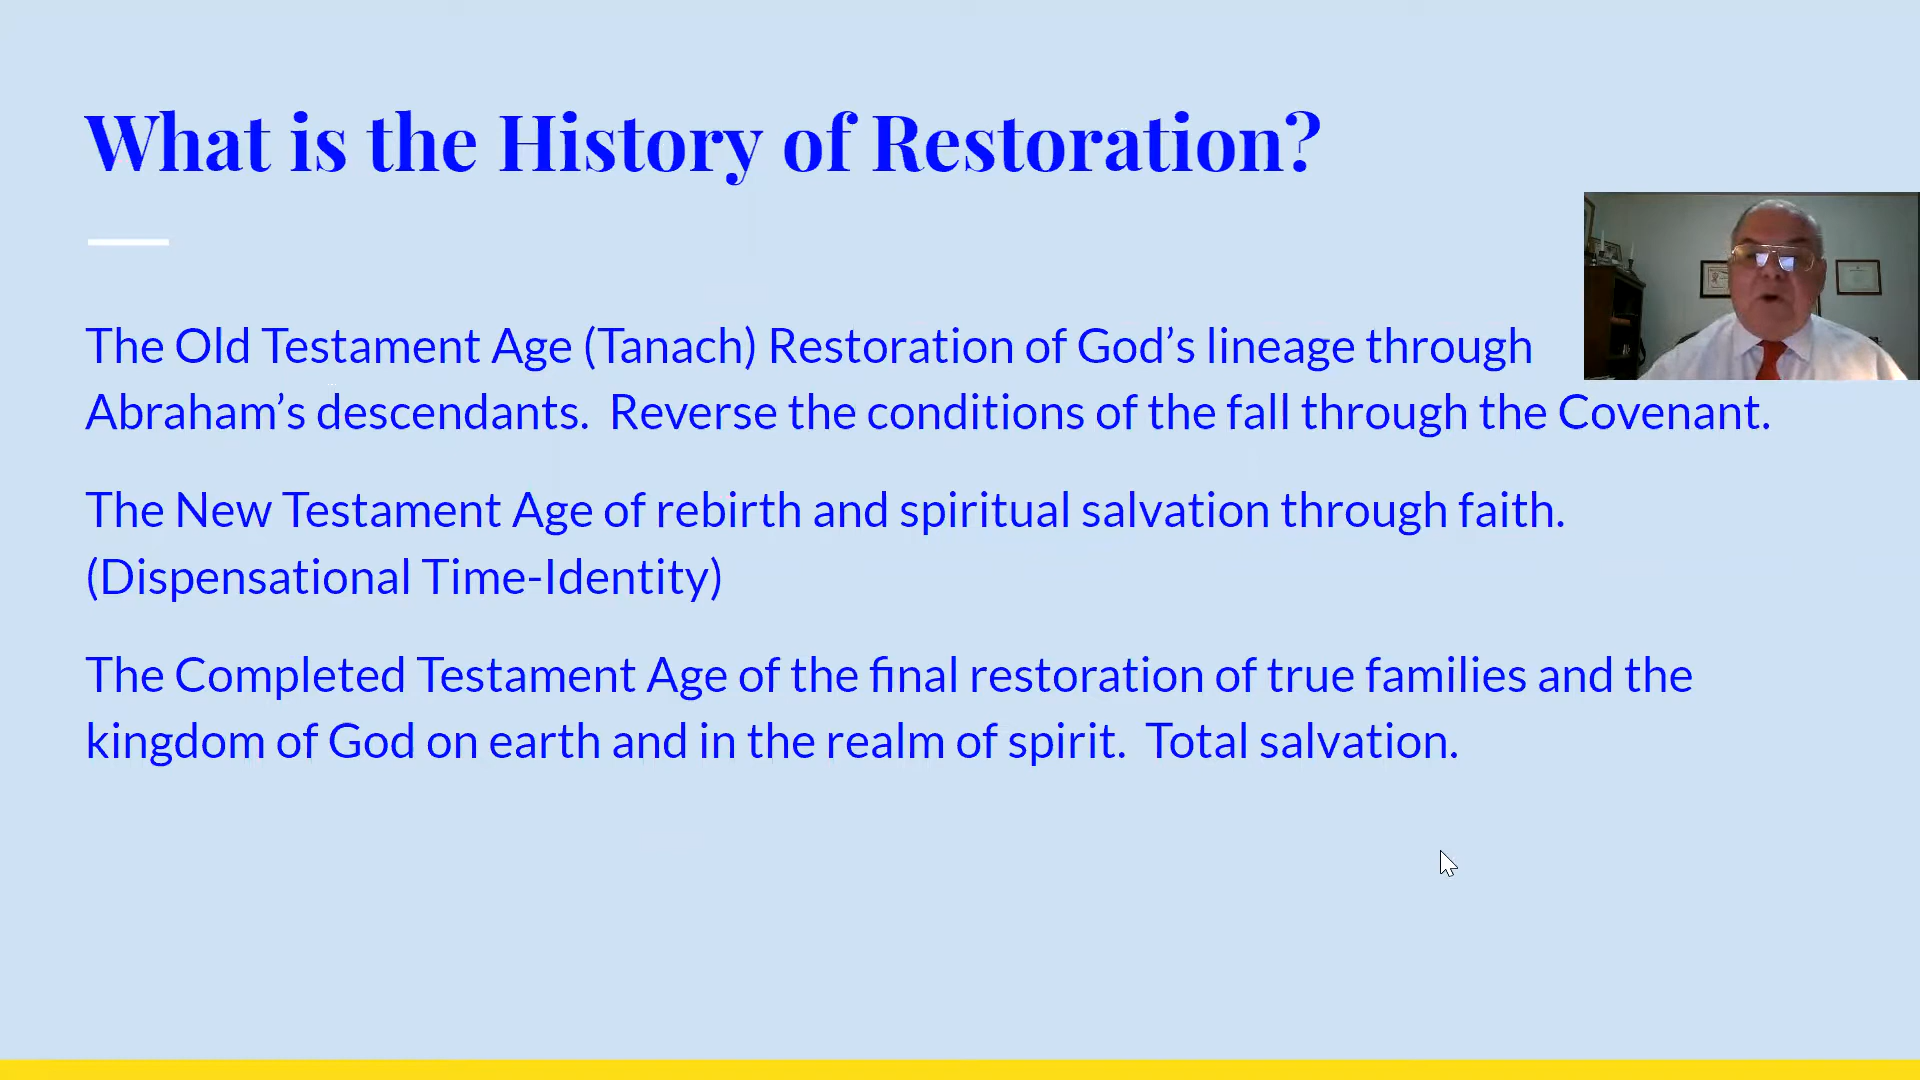 What is the History of Restoration?
The Old Testament Age (Tanach) Restoration of God’s lineage through
Abraham’s descendants.  Reverse the conditions of the fall through the Covenant.
The New Testament Age of rebirth and spiritual salvation through faith.
(Dispensational Time-Identity)
The Completed Testament Age of the final restoration of true families and the
kingdom of God on earth and in the realm of spirit.  Total salvation.